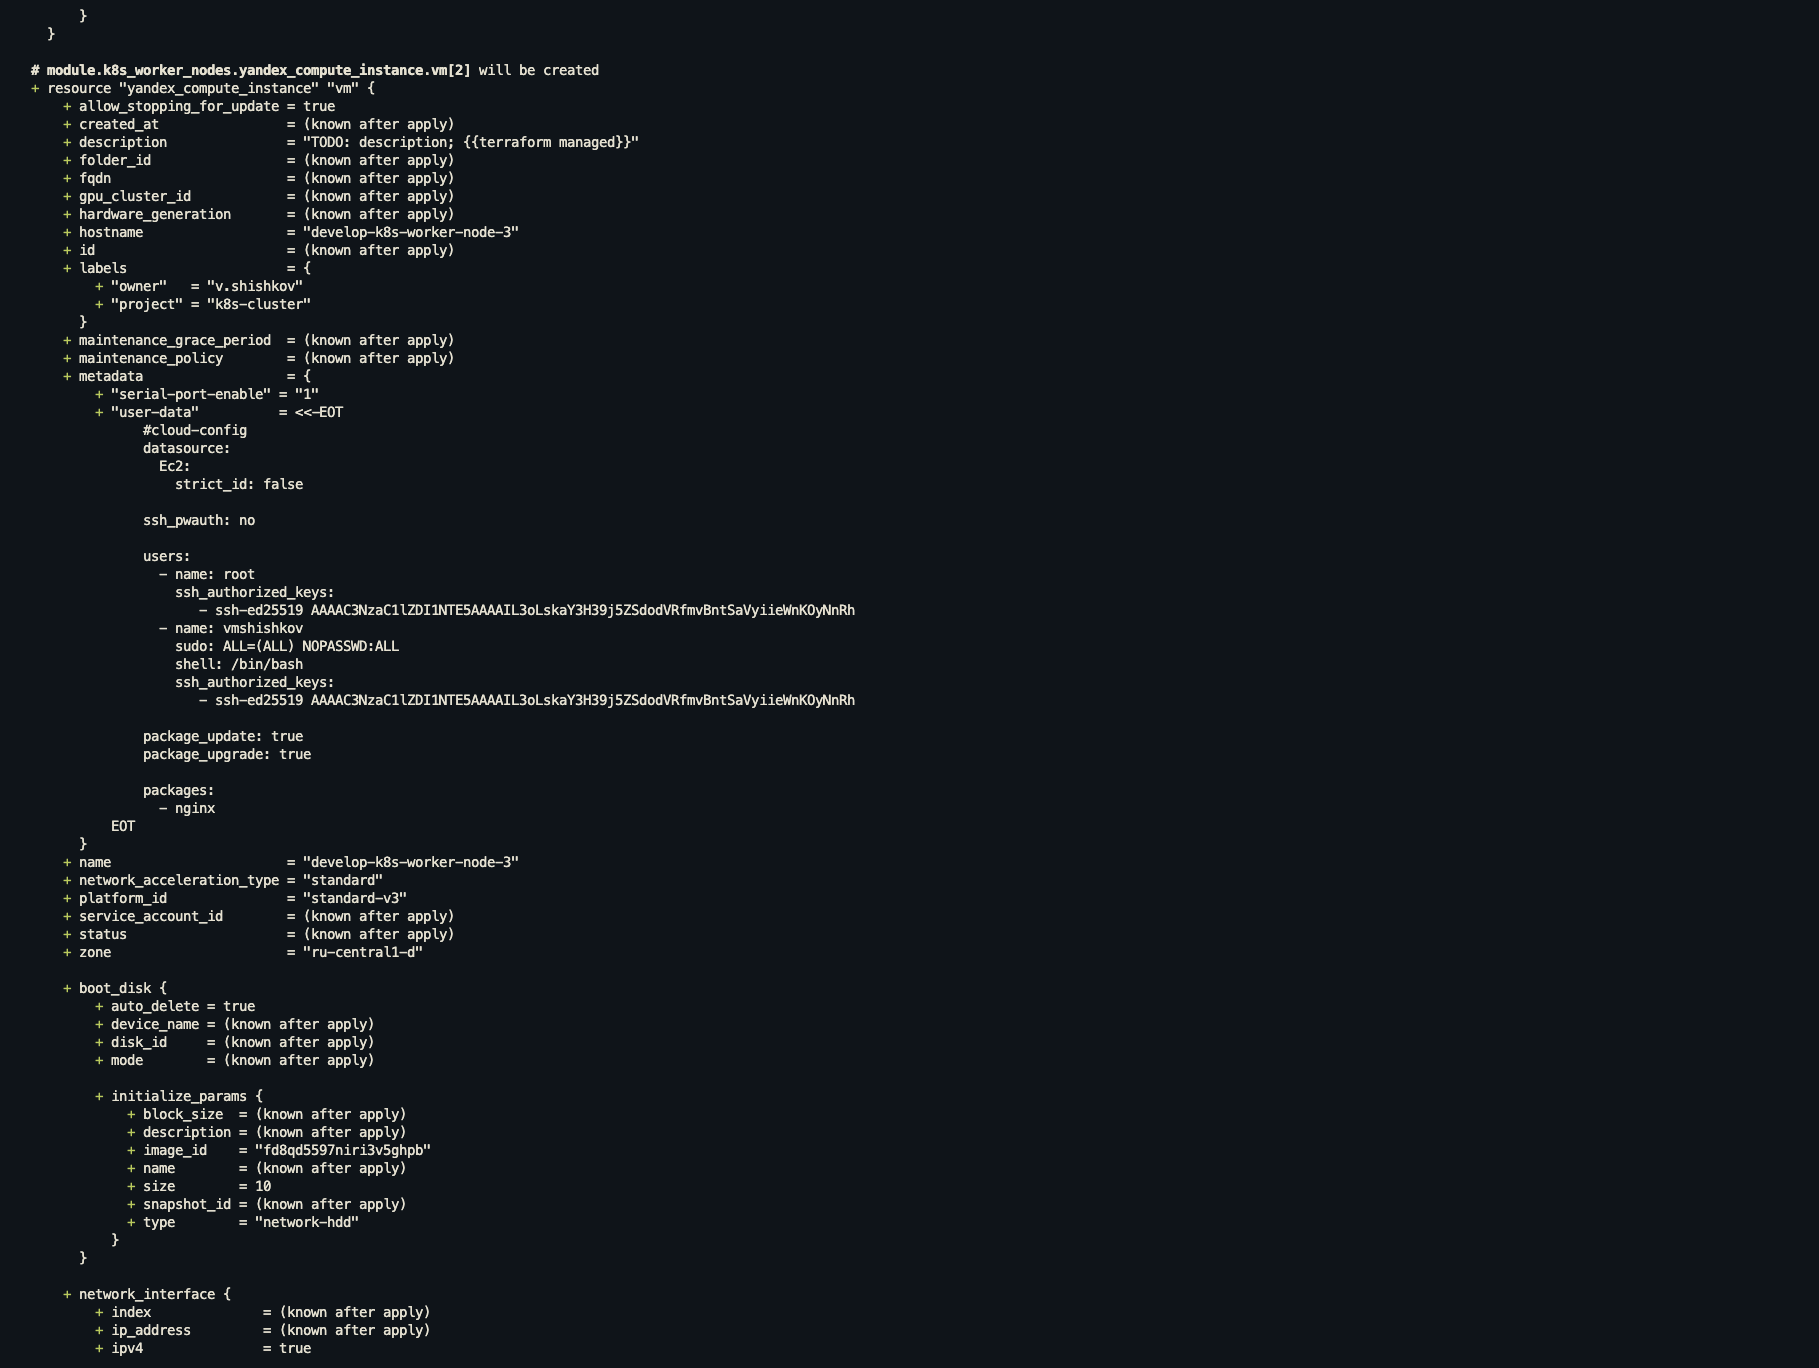 }
}
# module.k8s_worker_nodes.yandex_compute_instance.vm[2] will be created
+ resource "yandex_compute_instance" "vm" {
+ allow_stopping_for_update = true
+ created_at = (known after apply)
+ description = "TODO: description; {{terraform managed}}"
+ folder_id = (known after apply)
+ fqdn = (known after apply)
+ gpu_cluster_id = (known after apply)
+ hardware_generation = (known after apply)
+ hostname = "develop-k8s-worker-node-3"
+ id = (known after apply)
+ labels = {
+ "owner" = "v.shishkov"
+ "project" = "k8s-cluster"
}
+ maintenance_grace_period = (known after apply)
+ maintenance_policy = (known after apply)
+ metadata = {
+ "serial-port-enable" = "1"
+ "user-data" = <<-EOT
#cloud-config
datasource:
Ec2:
strict_id: false
ssh_pwauth: no
users:
- name: root
ssh_authorized_keys:
- ssh-ed25519 AAAAC3NzaC1lZDI1NTE5AAAAIL3oLskaY3H39j5ZSdodVRfmvBntSaVyiieWnKOyNnRh
- name: vmshishkov
sudo: ALL=(ALL) NOPASSWD:ALL
shell: /bin/bash
ssh_authorized_keys:
- ssh-ed25519 AAAAC3NzaC1lZDI1NTE5AAAAIL3oLskaY3H39j5ZSdodVRfmvBntSaVyiieWnKOyNnRh
package_update: true
package_upgrade: true
packages:
- nginx
EOT
}
+ name = "develop-k8s-worker-node-3"
+ network_acceleration_type = "standard"
+ platform_id = "standard-v3"
+ service_account_id = (known after apply)
+ status = (known after apply)
+ zone = "ru-central1-d"
+ boot_disk {
+ auto_delete = true
+ device_name = (known after apply)
+ disk_id = (known after apply)
+ mode = (known after apply)
+ initialize_params {
+ block_size = (known after apply)
+ description = (known after apply)
+ image_id = "fd8qd5597niri3v5ghpb"
+ name = (known after apply)
+ size = 10
+ snapshot_id = (known after apply)
+ type = "network-hdd"
}
}
+ network_interface {
+ index = (known after apply)
+ ip_address = (known after apply)
+ ipv4 = true